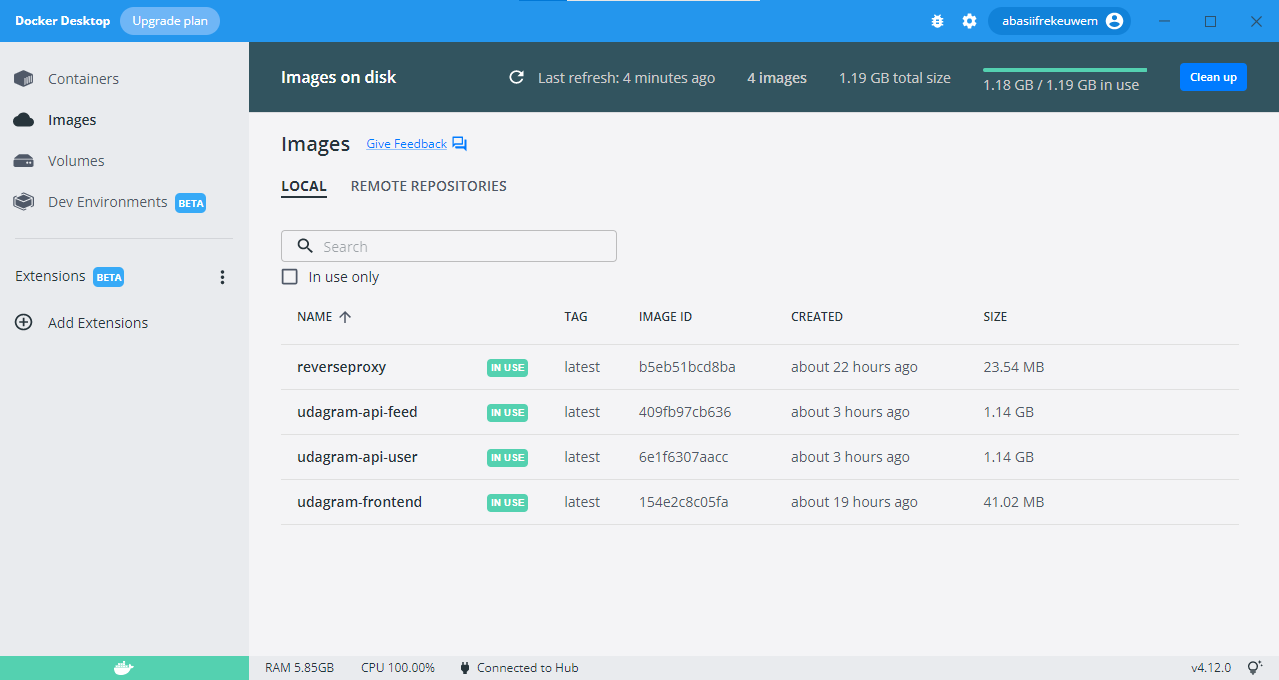 Docker Desktop Upgrade plan abasiifrekeuwem
Containers
Images
Volumes
Dev Environments BETA
Extensions BETA
Add Extensions
Images on disk Last refresh: 4 minutes ago 4 images 1.19 GB total size 1.18 GB / 1.19 GB in use Clean up
Images Give Feedback
LOCAL REMOTE REPOSITORIES
Search
In use only
NAME TAG IMAGE ID CREATED SIZE
reverseproxy IN USE latest b5eb51bcd8ba about 22 hours ago 23.54 MB
udagram-api-feed IN USE latest 409fb97cb636 about 3 hours ago 1.14 GB
udagram-api-user IN USE latest 6e1f6307aacc about 3 hours ago 1.14 GB
udagram-frontend IN USE latest 154e2c8c05fa about 19 hours ago 41.02 MB
RAM 5.85GB CPU 100.00% Connected to Hub v4.12.0